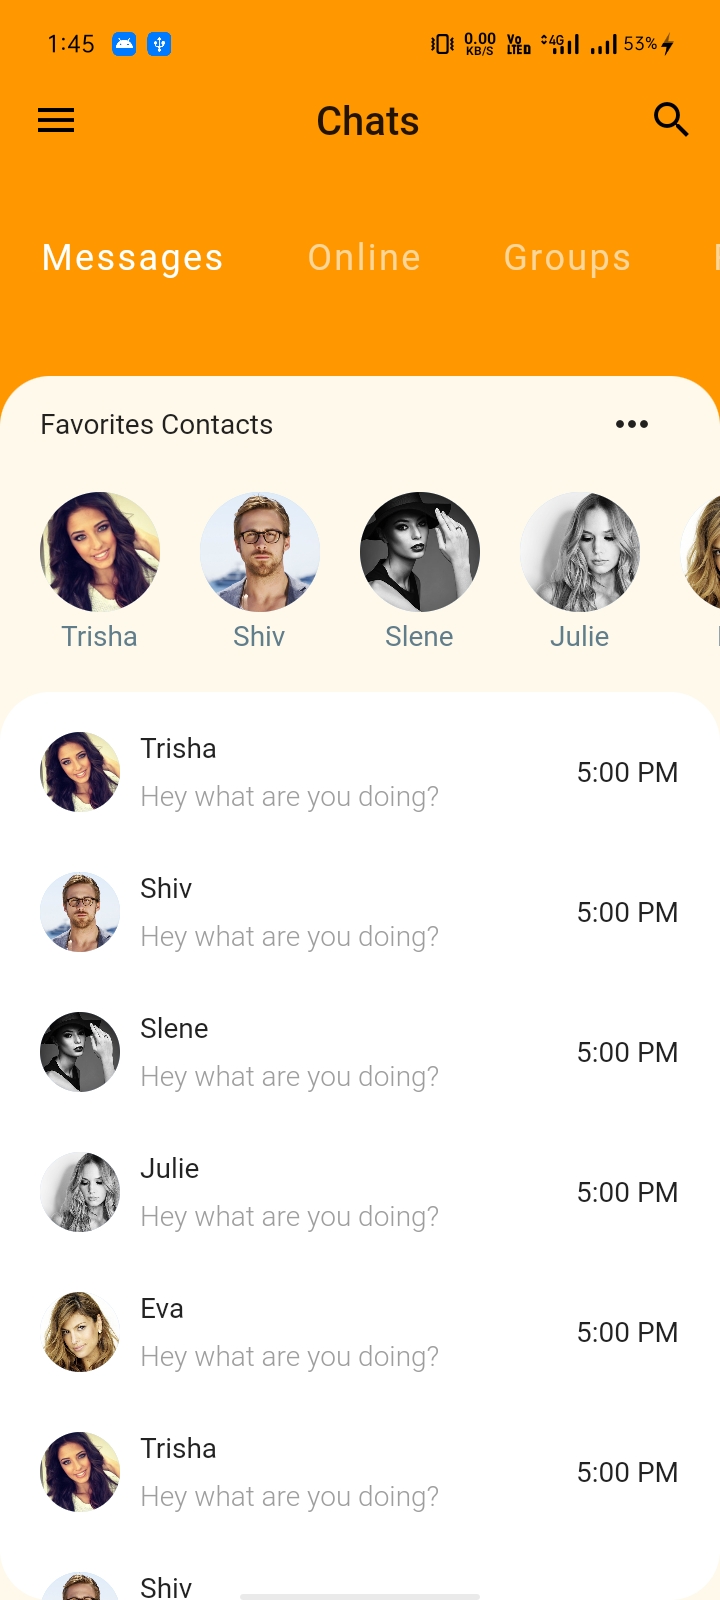 1:45 0.00 KB/S Vo LTED 4G 53%
Chats
Messages Online Groups
Favorites Contacts
Trisha Shiv Slene Julie
Trisha
Hey what are you doing?
5:00 PM
Shiv
Hey what are you doing?
5:00 PM
Slene
Hey what are you doing?
5:00 PM
Julie
Hey what are you doing?
5:00 PM
Eva
Hey what are you doing?
5:00 PM
Trisha
Hey what are you doing?
5:00 PM
Shiv